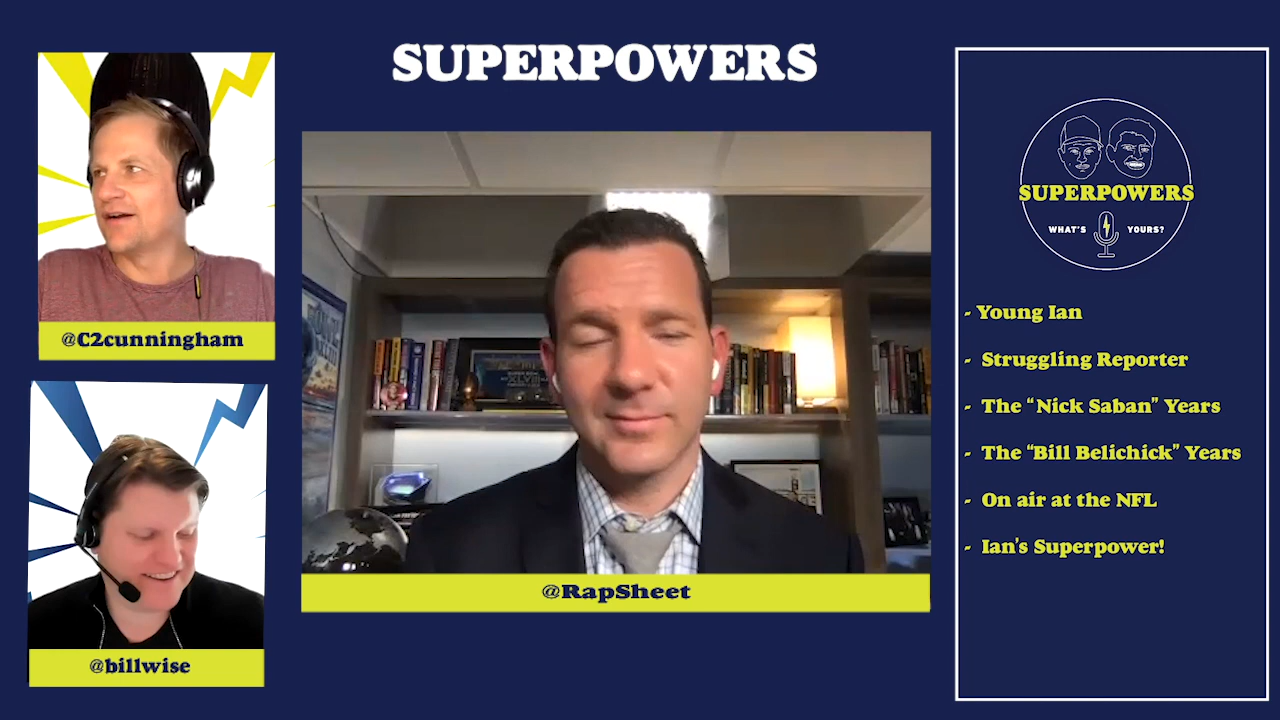 SUPERPOWERS
@C2cunningham
@billwise
@RapSheet
SUPERPOWERS
WHAT'S YOURS?
- Young Ian
- Struggling Reporter
- The “Nick Saban” Years
- The “Bill Belichick” Years
- On air at the NFL
- Ian's Superpower!